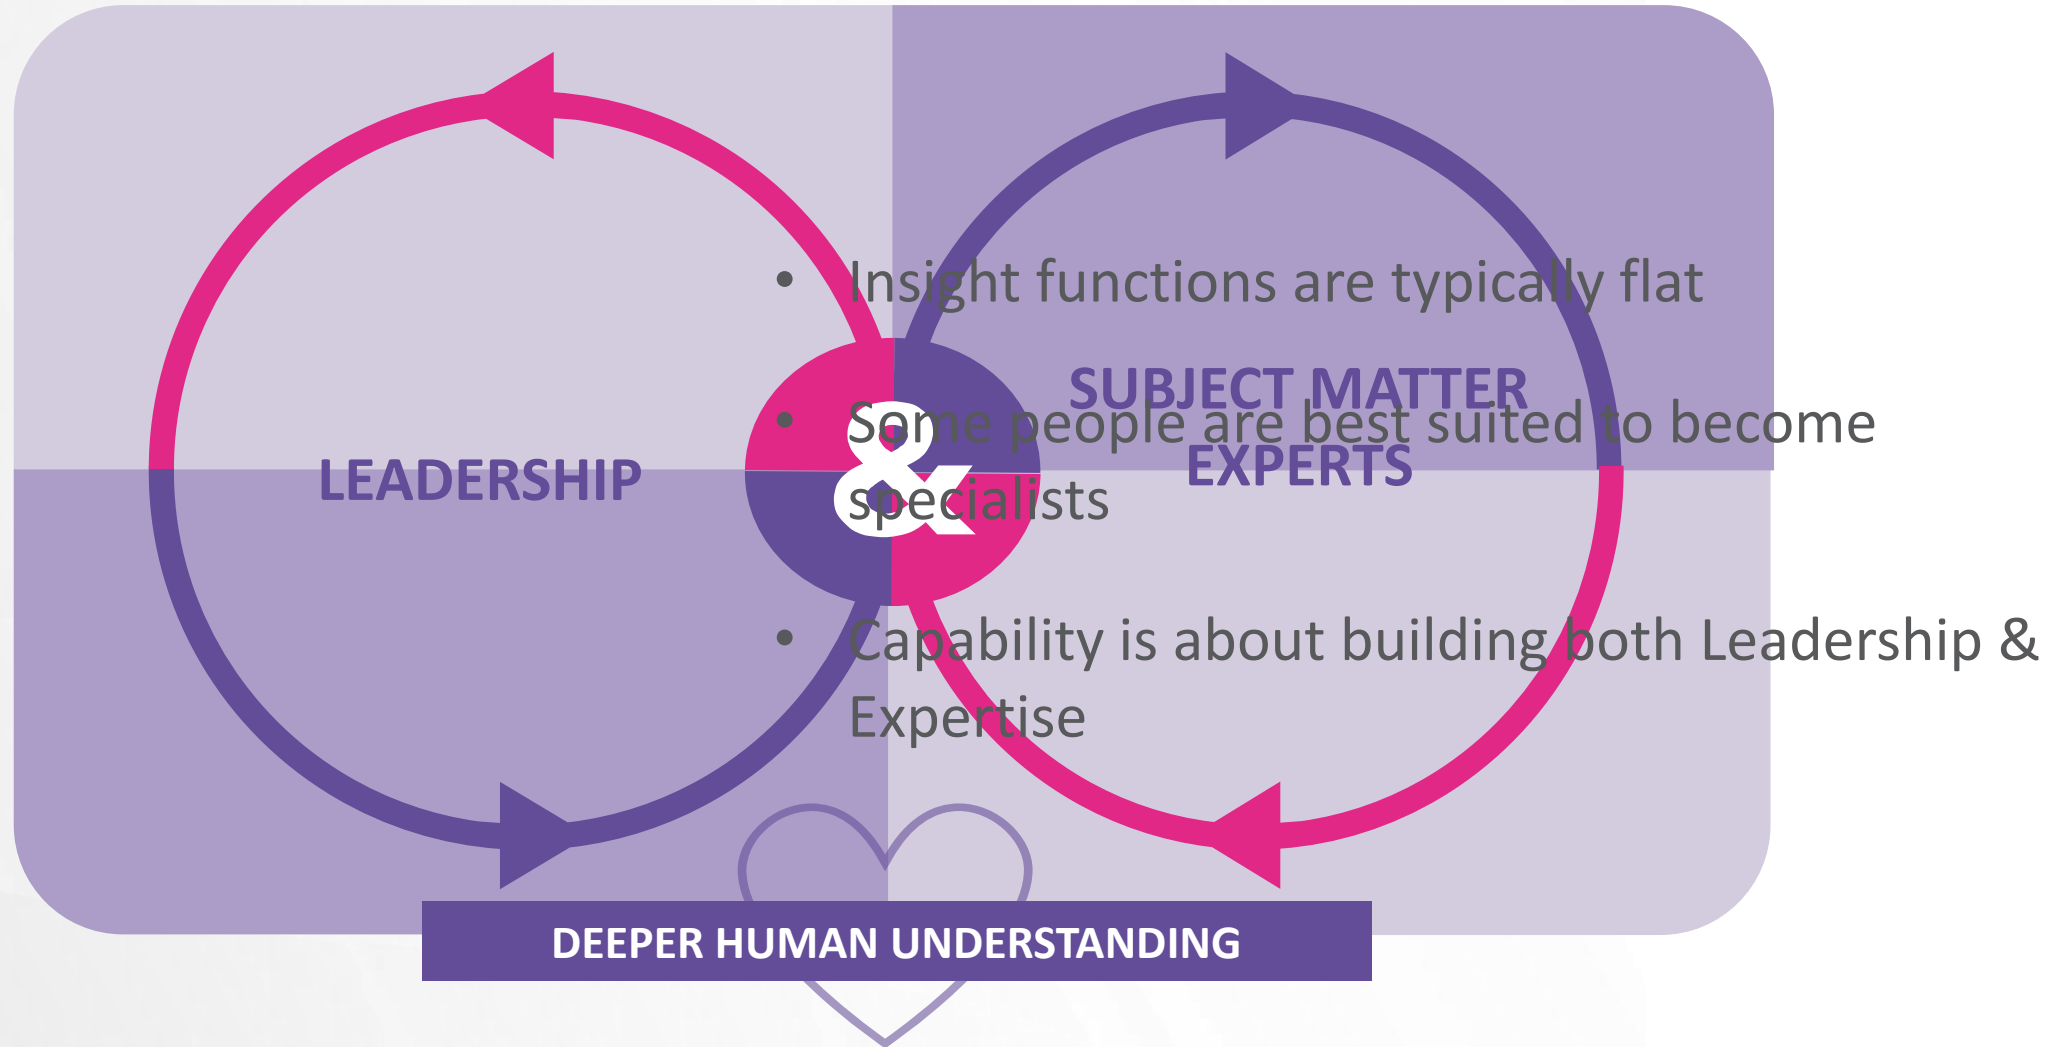 LEADERSHIP
&
SUBJECT MATTER
EXPERTS
• Insight functions are typically flat
• Some people are best suited to become
specialists
• Capability is about building both Leadership &
Expertise
DEEPER HUMAN UNDERSTANDING